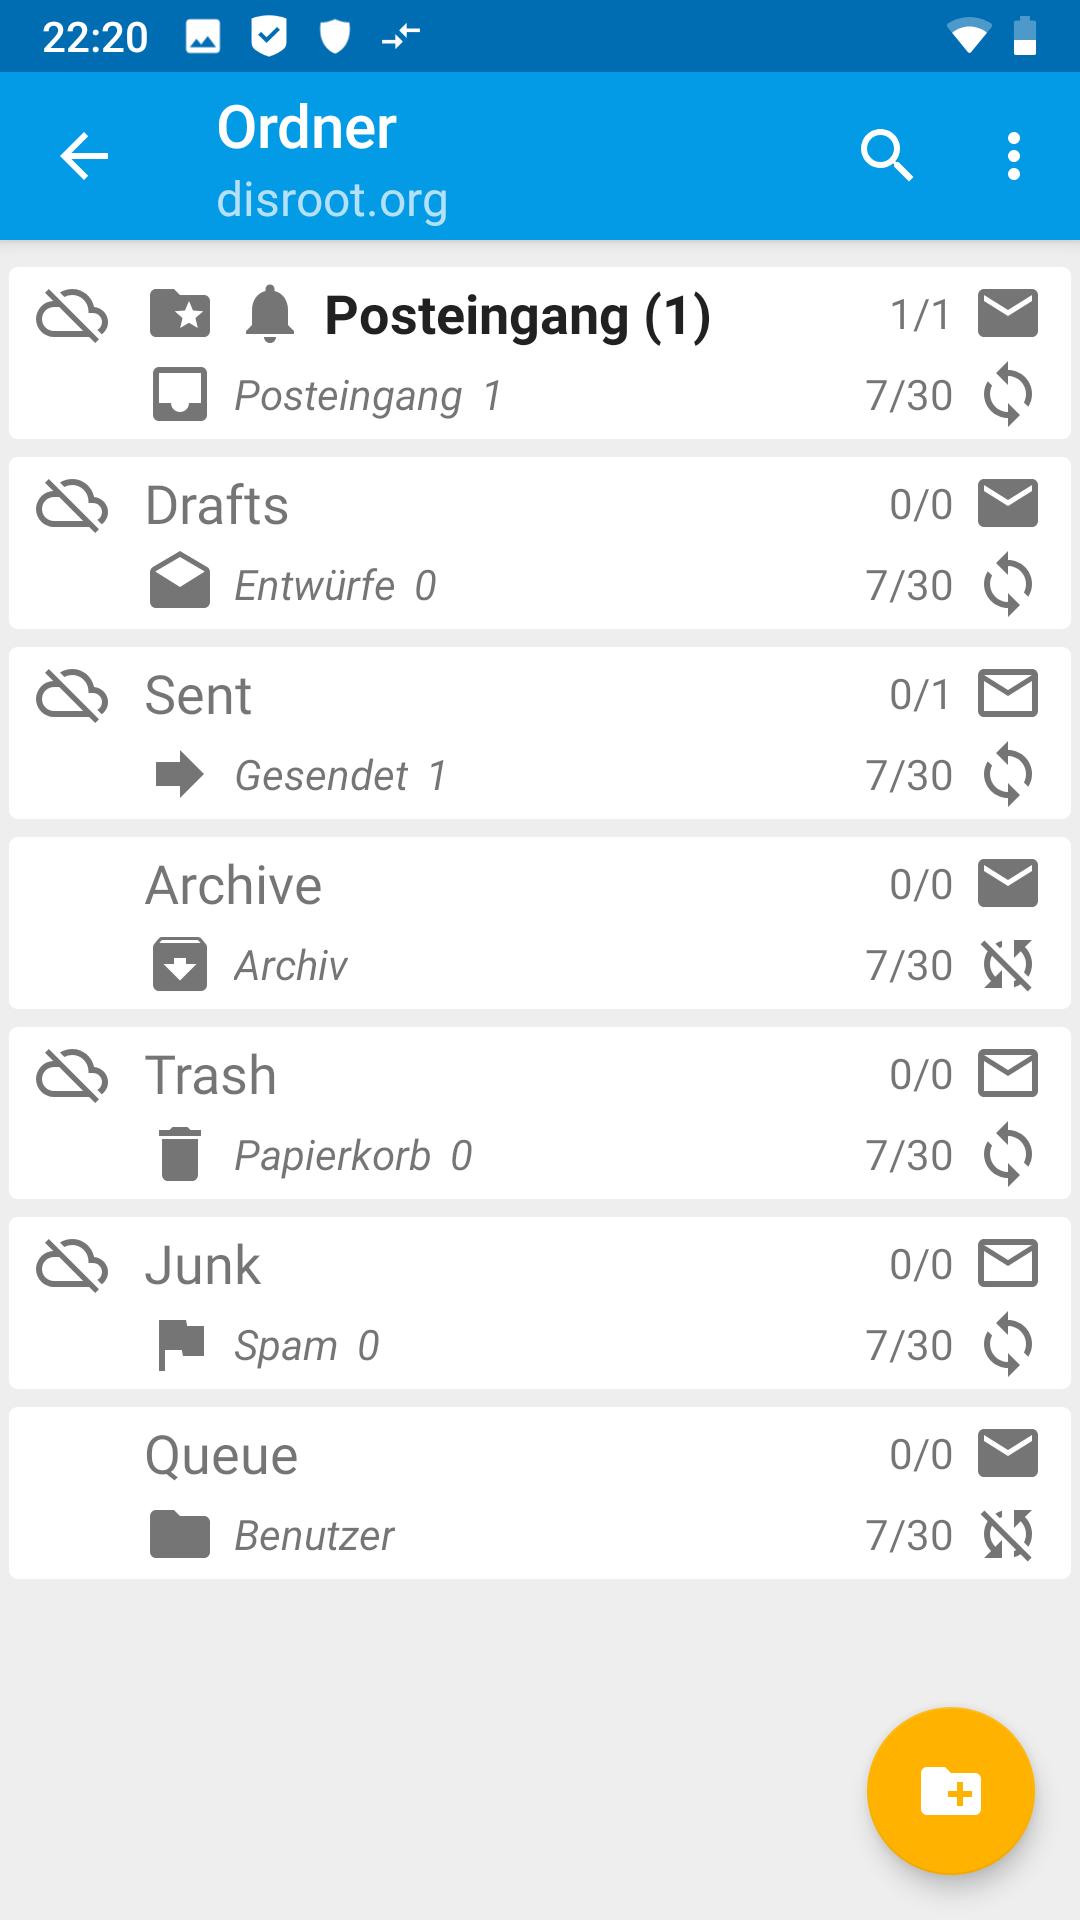 22:20
Ordner
disroot.org
Posteingang (1) 1/1
Posteingang 1 7/30
Drafts 0/0
Entwürfe 0 7/30
Sent 0/1
Gesendet 1 7/30
Archive 0/0
Archiv 7/30
Trash 0/0
Papierkorb 0 7/30
Junk 0/0
Spam 0 7/30
Queue 0/0
Benutzer 7/30